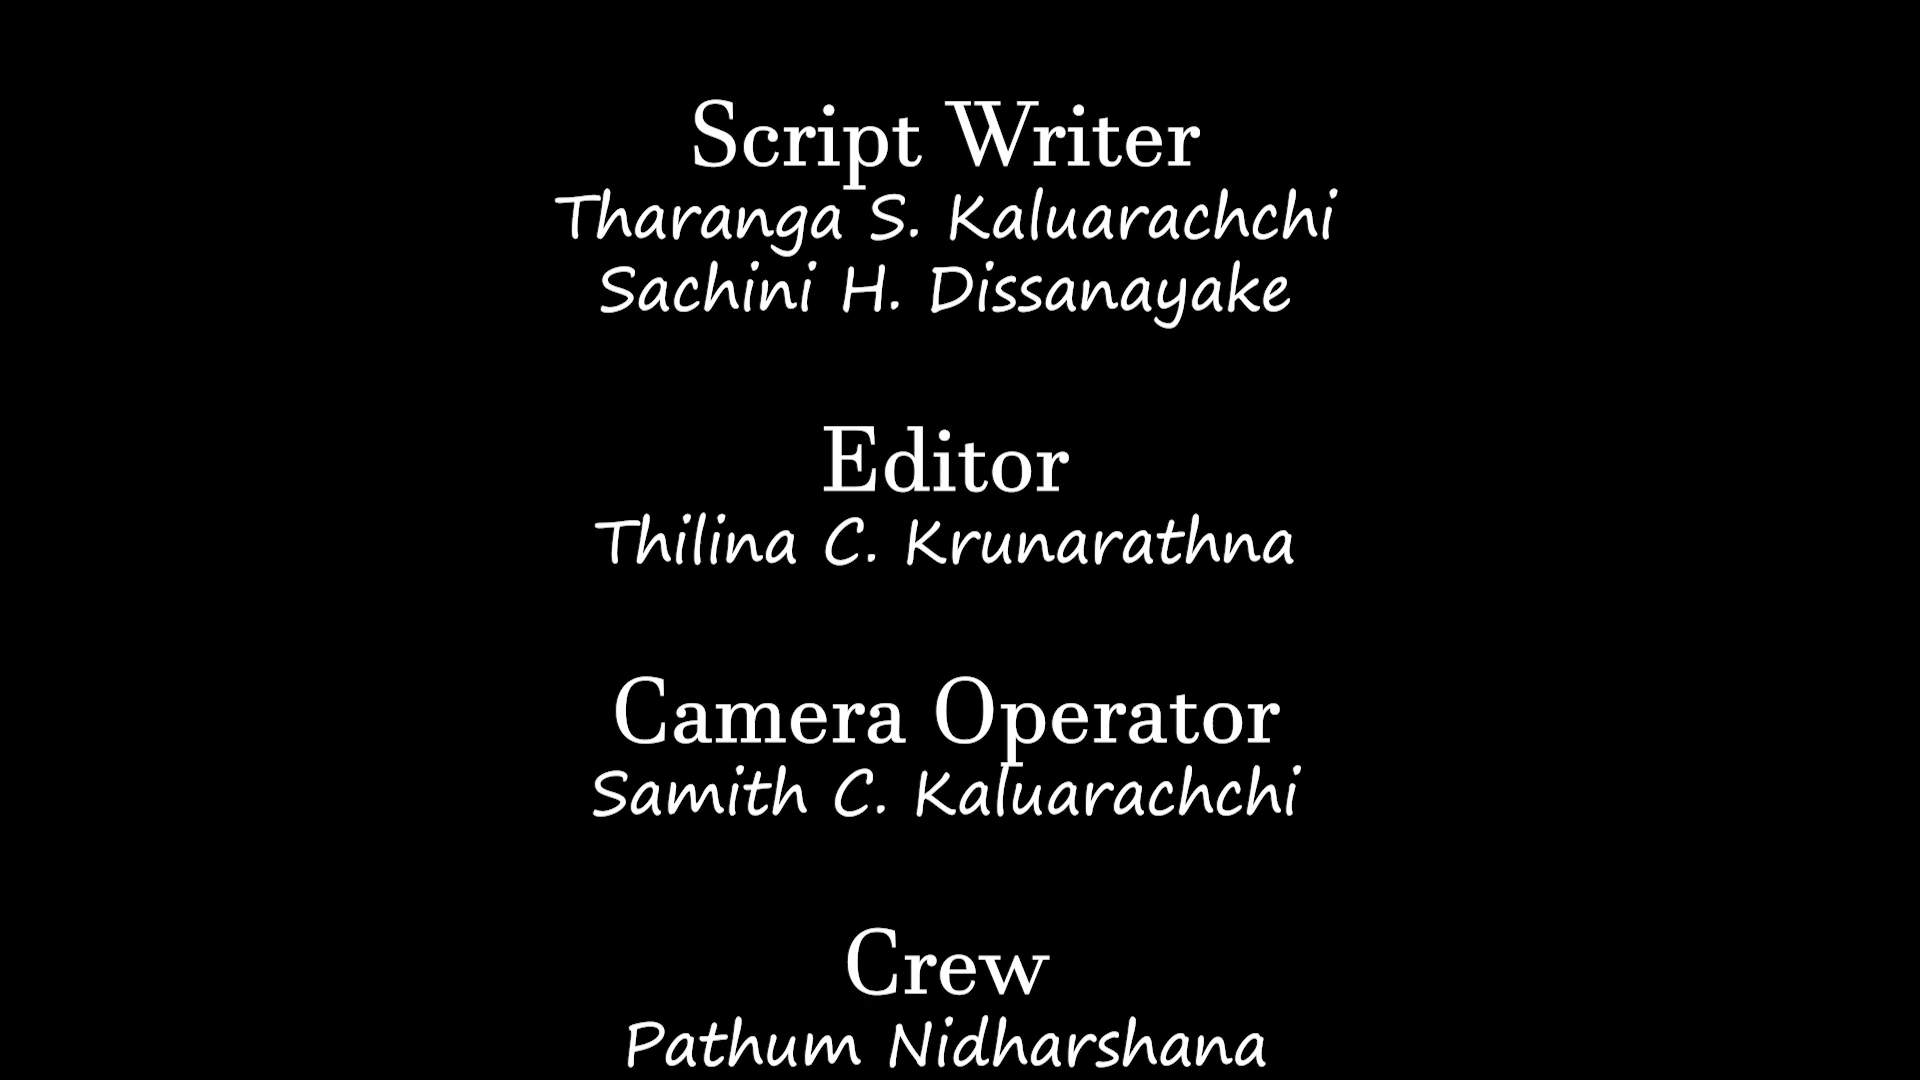 Script Writer
Tharanga S. Kaluarachchi
Sachini H. Dissanayake
Editor
Thilina C. Krunarathna
Camera Operator
Samith C. Kaluarachchi
Crew
Pathum Nidharshana